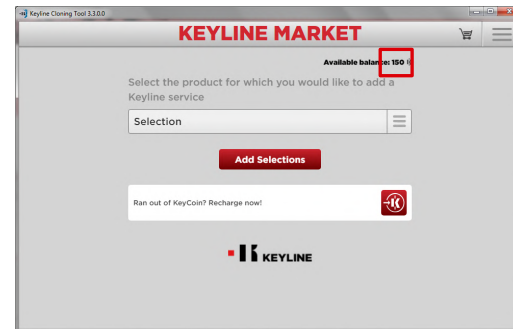 Keyline Cloning Tool 3.3.0.0
KEYLINE MARKET
Available balance: 150
Select the product for which you would like to add a
Keyline service
Selection
Add Selections
Ran out of KeyCoin? Recharge now!
KEYLINE